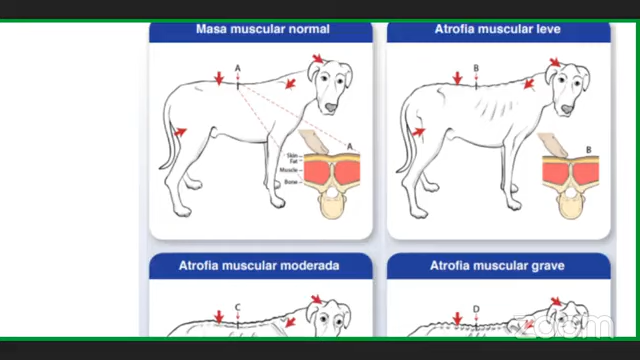 Masa muscular normal
Atrofia muscular leve
A
B
Skin
Fat
Muscle
Bone
A
B
Atrofia muscular moderada
Atrofia muscular grave
C
D
zoom